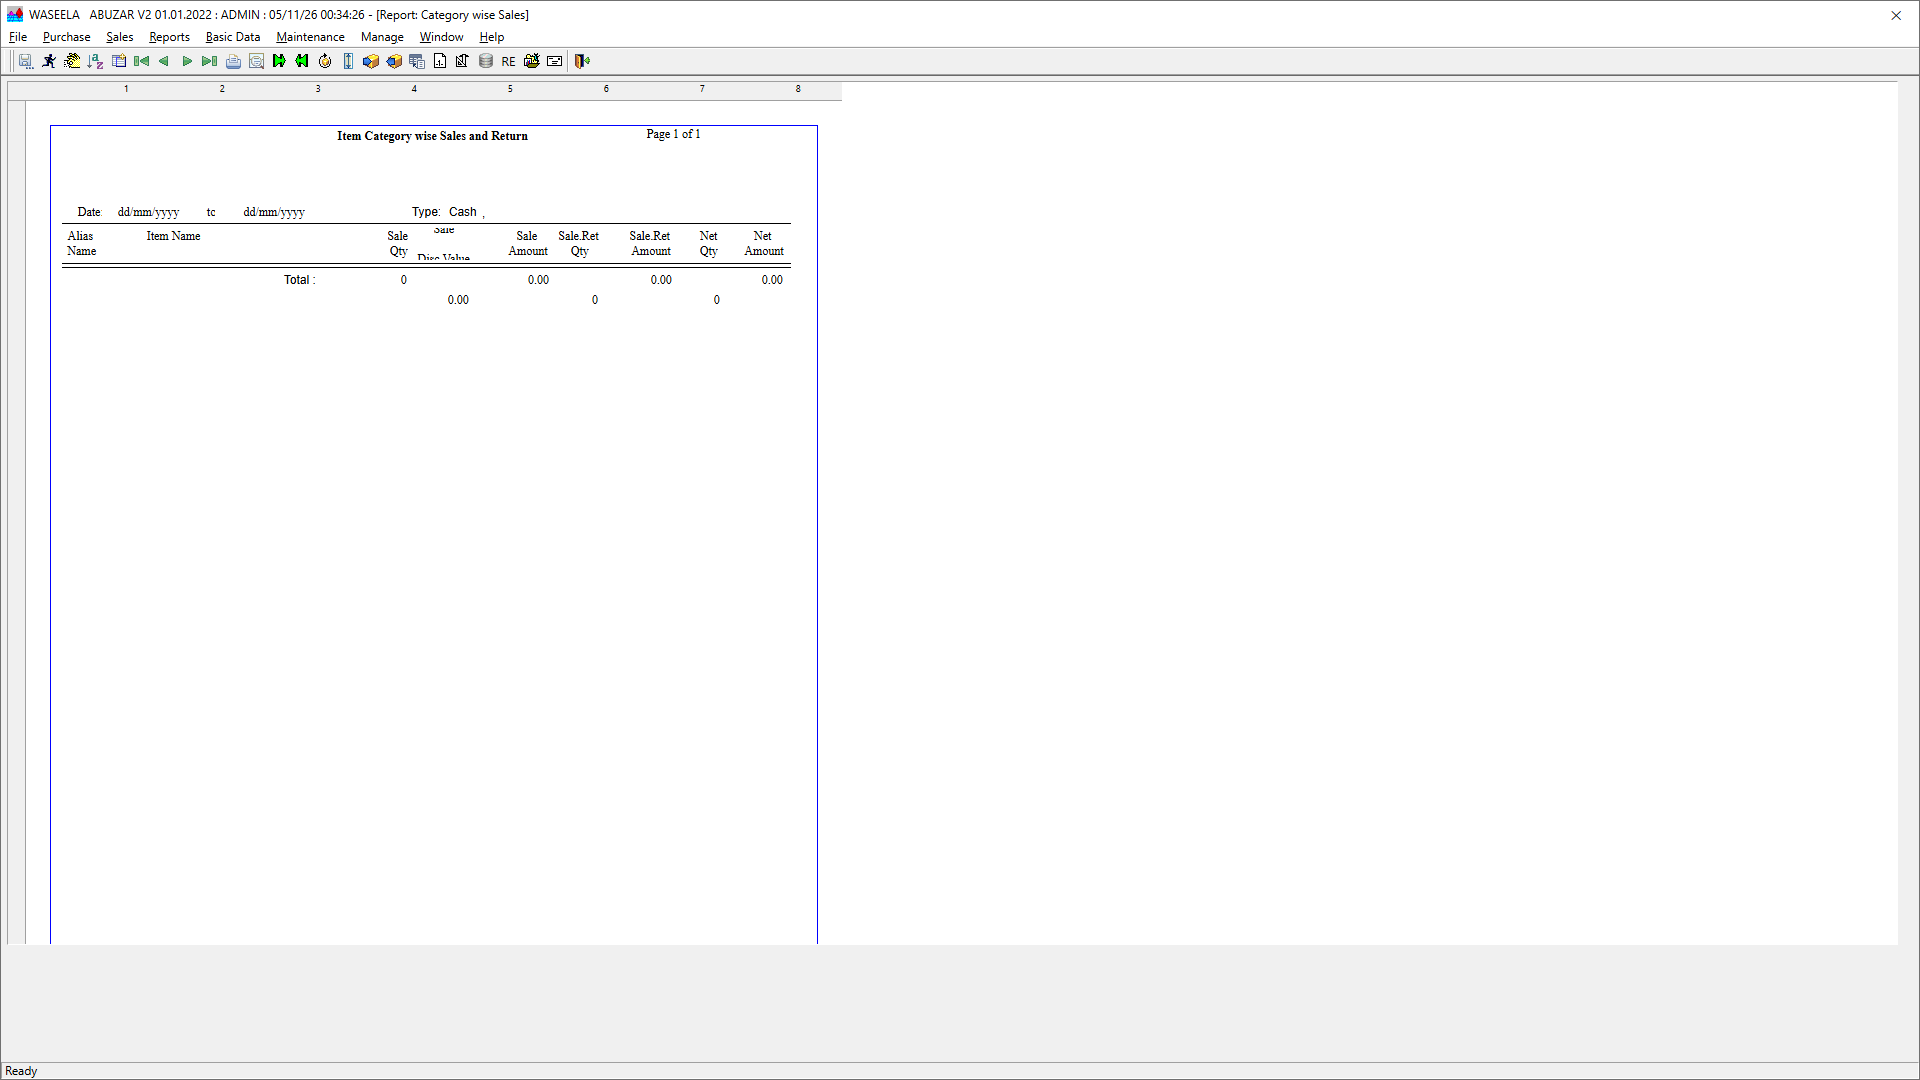 WASEELA   ABUZAR V2 01.01.2022 : ADMIN : 05/11/26 00:34:26 - [Report: Category wise Sales]
File Purchase Sales Reports Basic Data Maintenance Manage Window Help
RE
1 2 3 4 5 6 7 8
Item Category wise Sales and Return Page 1 of 1
Date: dd/mm/yyyy to dd/mm/yyyy Type: Cash ,
Alias Item Name Sale Sale Sale Sale.Ret Sale.Ret Net Net
Name Qty Disc Value Amount Qty Amount Qty Amount
Total : 0 0.00 0.00 0.00
0.00 0 0
Ready